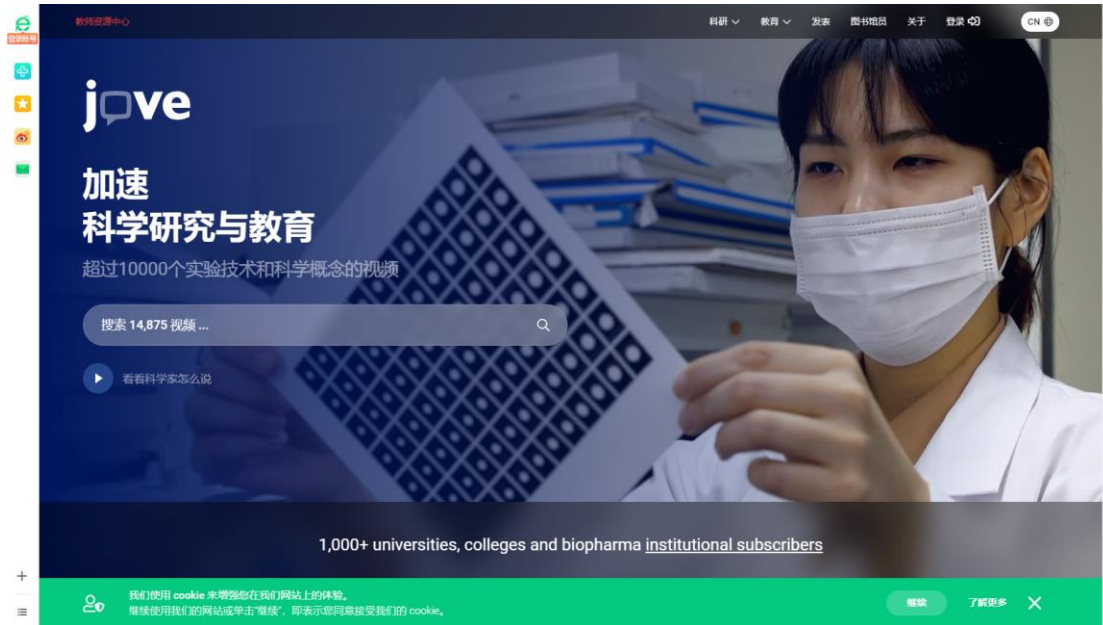 登录账号
教师资源中心
科研
教育
发表
图书馆员
关于
登录
CN
jove
加速
科学研究与教育
超过10000个实验技术和科学概念的视频
搜索 14,875 视频 ...
看看科学家怎么说
1,000+ universities, colleges and biopharma institutional subscribers
我们使用 cookie 来增强您在我们网站上的体验。
继续使用我们的网站或单击“继续”，即表示您同意接受我们的 cookie。
继续
了解更多